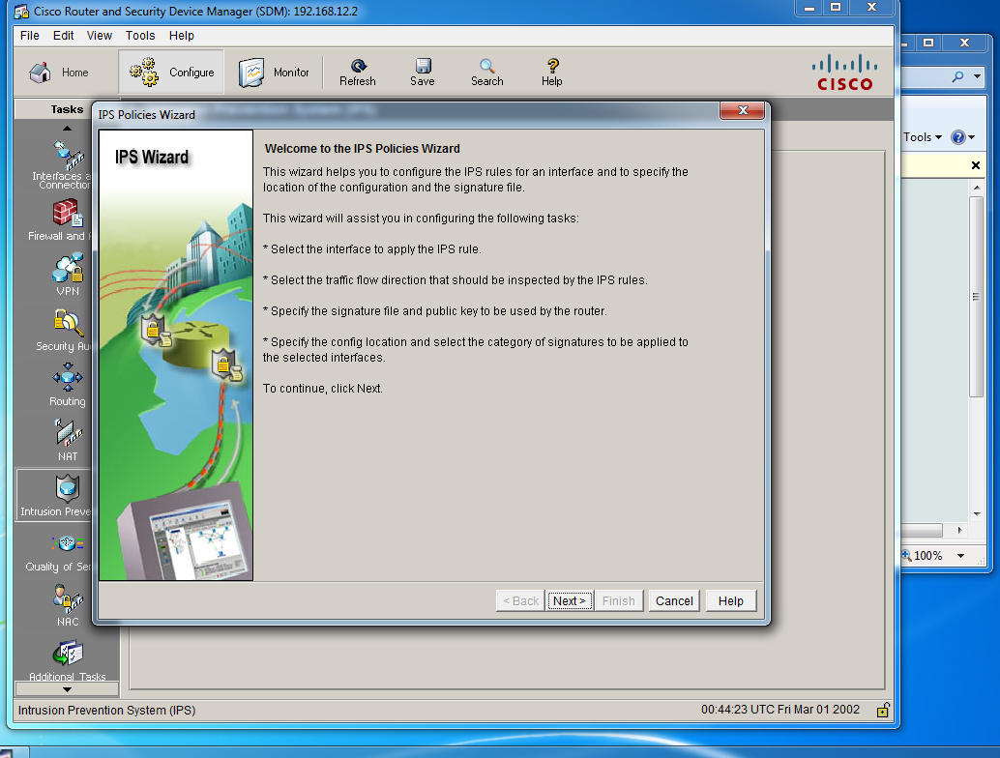 Cisco Router and Security Device Manager (SDM): 192.168.12.2
File Edit View Tools Help
Home
Configure
Monitor
Refresh
Save
Search
Help
CISCO
Tools
Tasks
IPS Policies Wizard
Interfaces a
Connection
Firewall and
VPN
Security Au
Routing
NAT
Intrusion Preve
Quality of Ser
NAC
Additional Tasks
IPS Wizard
Welcome to the IPS Policies Wizard
This wizard helps you to configure the IPS rules for an interface and to specify the
location of the configuration and the signature file.
This wizard will assist you in configuring the following tasks:
* Select the interface to apply the IPS rule.
* Select the traffic flow direction that should be inspected by the IPS rules.
* Specify the signature file and public key to be used by the router.
* Specify the config location and select the category of signatures to be applied to
the selected interfaces.
To continue, click Next.
< Back
Next >
Finish
Cancel
Help
100%
Intrusion Prevention System (IPS)
00:44:23 UTC Fri Mar 01 2002